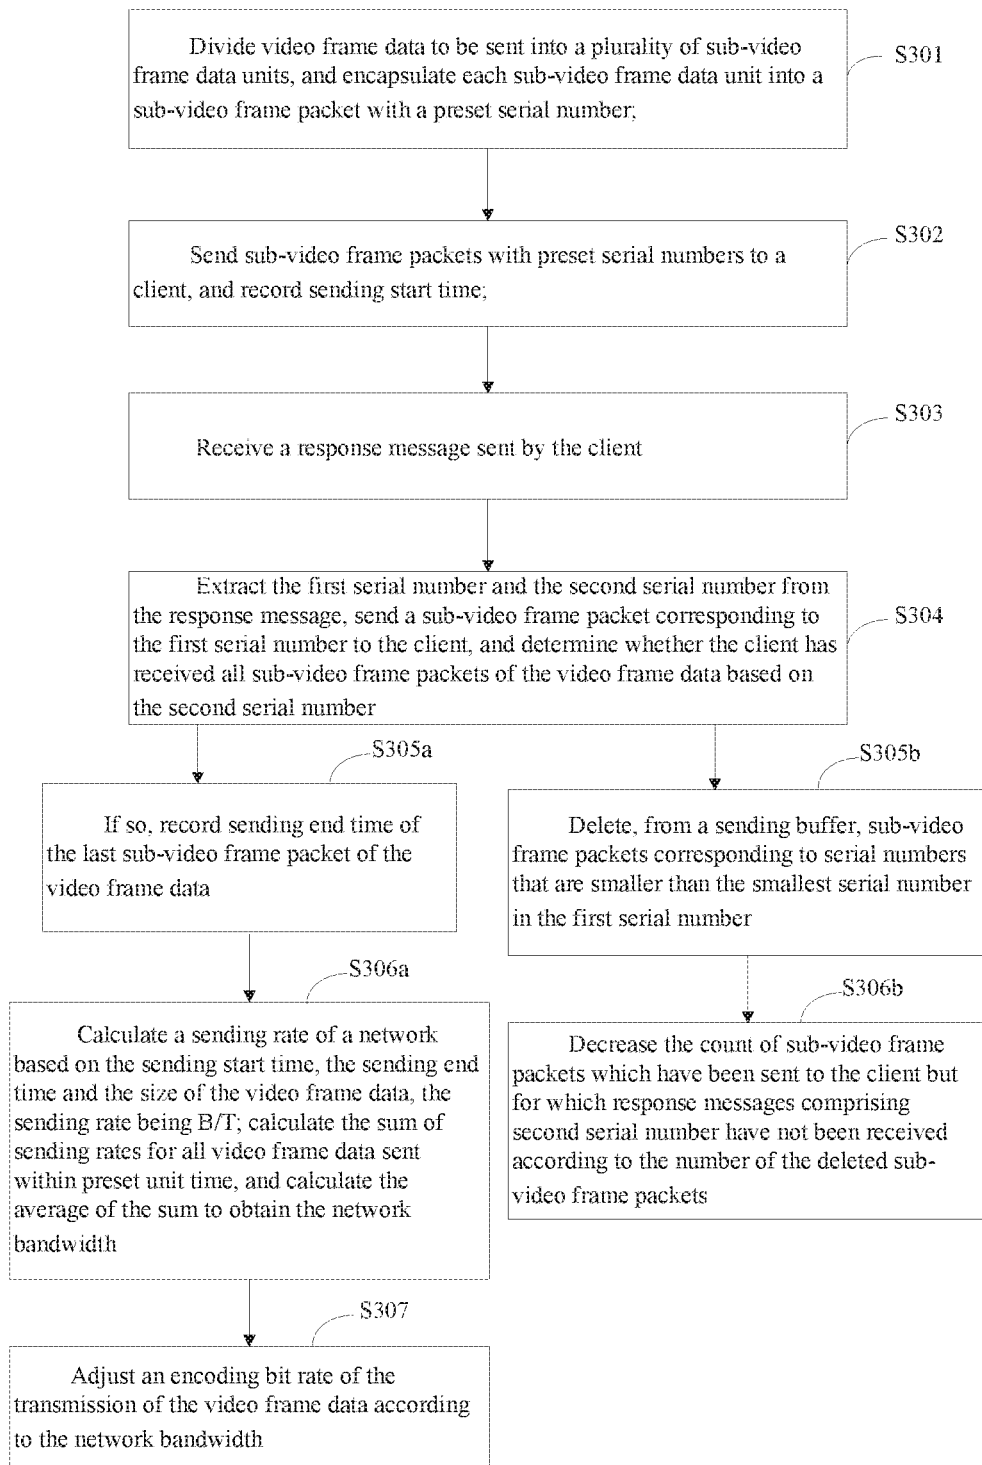 Divide video frame data to be sent into a plurality of sub-video
frame data units, and encapsulate each sub-video frame data unit into a
sub-video frame packet with a preset serial number;
S301
Send sub-video frame packets with preset serial numbers to a
client, and record sending start time;
S302
Receive a response message sent by the client
S303
Extract the first serial number and the second serial number from
the response message, send a sub-video frame packet corresponding to
the first serial number to the client, and determine whether the client has
received all sub-video frame packets of the video frame data based on
the second serial number
S304
S305a
If so, record sending end time of
the last sub-video frame packet of the
video frame data
S305b
Delete, from a sending buffer, sub-video
frame packets corresponding to serial numbers
that are smaller than the smallest serial number
in the first serial number
S306a
Calculate a sending rate of a network
based on the sending start time, the sending end
time and the size of the video frame data, the
sending rate being B/T; calculate the sum of
sending rates for all video frame data sent
within preset unit time, and calculate the
average of the sum to obtain the network
bandwidth
S306b
Decrease the count of sub-video frame
packets which have been sent to the client but
for which response messages comprising
second serial number have not been received
according to the number of the deleted sub-
video frame packets
S307
Adjust an encoding bit rate of the
transmission of the video frame data according
to the network bandwidth